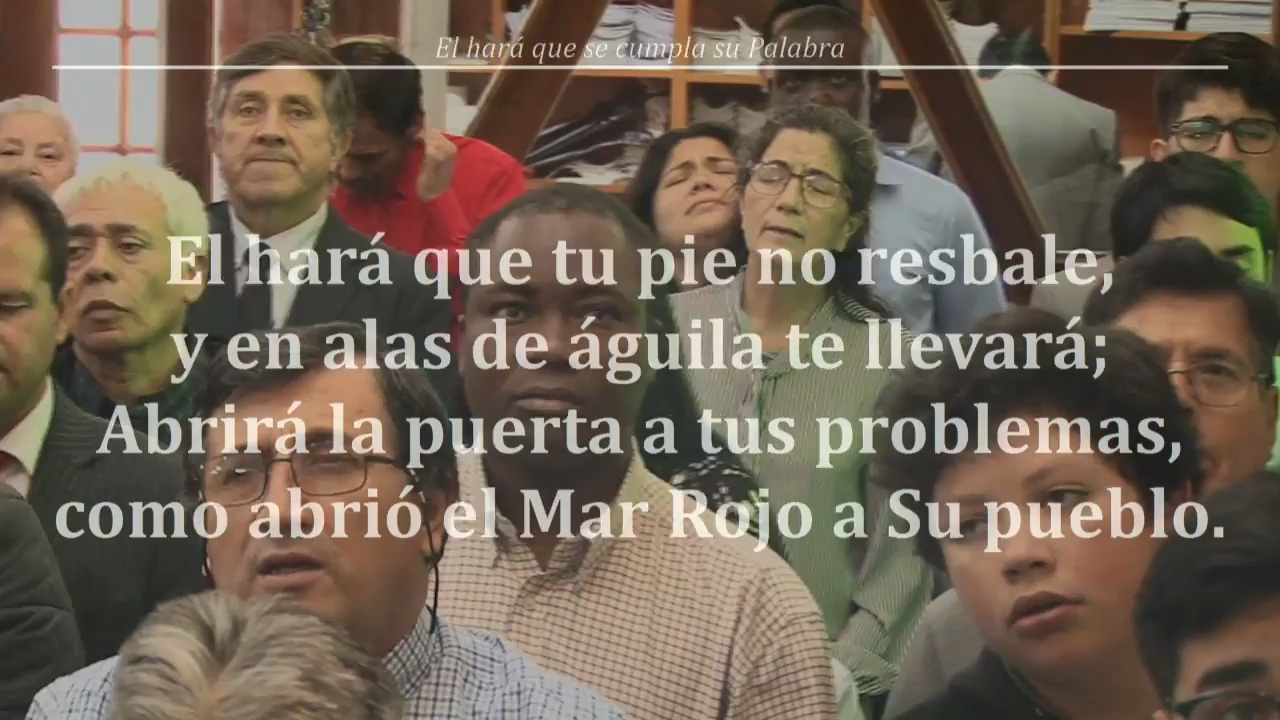 El hará que se cumpla su Palabra
El hará que tu pie no resbale,
y en alas de águila te llevará;
Abrirá la puerta a tus problemas,
como abrió el Mar Rojo a Su pueblo.